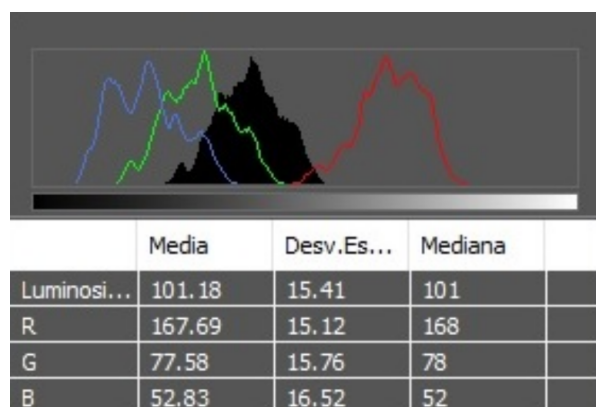 Media Desv.Es... Mediana
Luminosi... 101.18 15.41 101
R 167.69 15.12 168
G 77.58 15.76 78
B 52.83 16.52 52